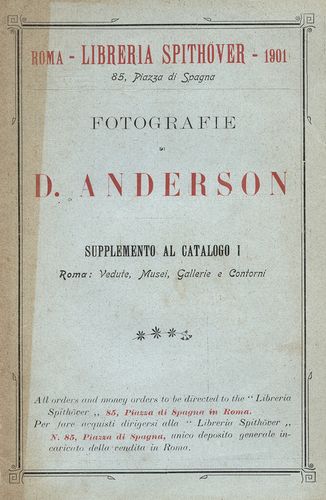 ROMA - LIBRERIA SPITHÖVER - 1901
85, Piazza di Spagna
FOTOGRAFIE
DI
D. ANDERSON
SUPPLEMENTO AL CATALOGO I
Roma: Vedute, Musei, Gallerie e Contorni
All orders and money orders to be directed to the “ Libreria
Spithöver „ 85, Piazza di Spagna in Roma.
Per fare acquisti dirigersi alla “ Libreria Spithöver „
N. 85, Piazza di Spagna, unico deposito generale in-
caricato della vendita in Roma.